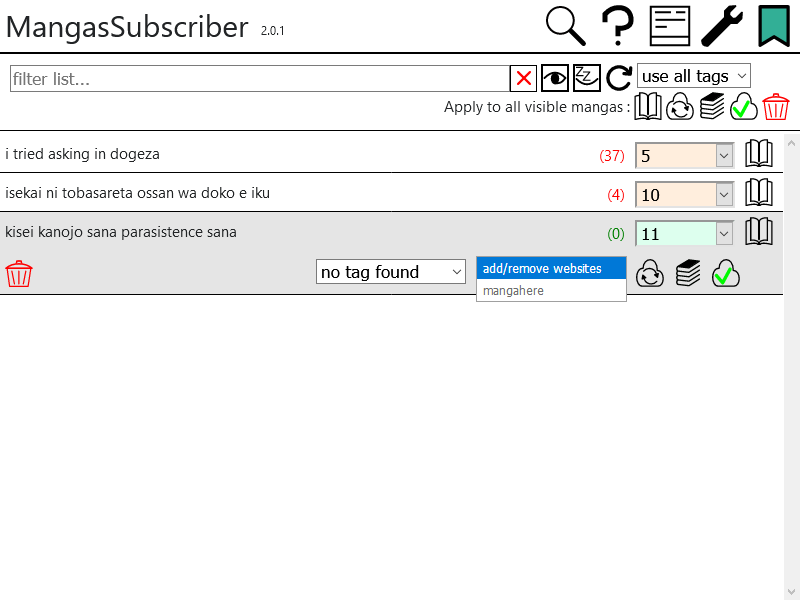 MangasSubscriber 2.0.1
filter list...
use all tags
Apply to all visible mangas :
i tried asking in dogeza (37) 5
isekai ni tobasareta ossan wa doko e iku (4) 10
kisei kanojo sana parasistence sana (0) 11
no tag found
add/remove websites
mangahere